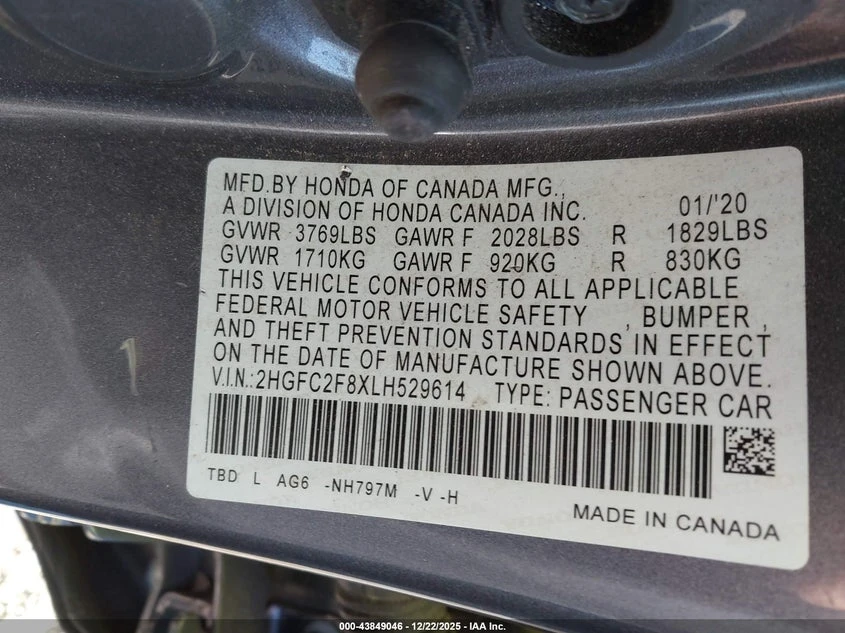 MFD.BY HONDA OF CANADA MFG.,
A DIVISION OF HONDA CANADA INC. 01/'20
GVWR 3769LBS GAWR F 2028LBS R 1829LBS
GVWR 1710KG GAWR F 920KG R 830KG
THIS VEHICLE CONFORMS TO ALL APPLICABLE
FEDERAL MOTOR VEHICLE SAFETY , BUMPER ,
AND THEFT PREVENTION STANDARDS IN EFFECT
ON THE DATE OF MANUFACTURE SHOWN ABOVE.
V.I.N.:2HGFC2F8XLH529614 TYPE: PASSENGER CAR
TBD L AG6 -NH797M -V -H
MADE IN CANADA
000-43849046 - 12/22/2025 - IAA Inc.